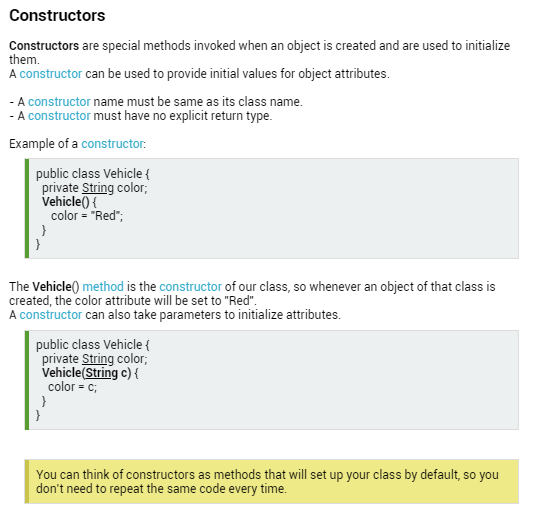 Constructors
Constructors are special methods invoked when an object is created and are used to initialize
them.
A constructor can be used to provide initial values for object attributes.
- A constructor name must be same as its class name.
- A constructor must have no explicit return type.
Example of a constructor:
public class Vehicle {
private String color;
Vehicle() {
color = "Red";
}
}
The Vehicle() method is the constructor of our class, so whenever an object of that class is
created, the color attribute will be set to "Red".
A constructor can also take parameters to initialize attributes.
public class Vehicle {
private String color;
Vehicle(String c) {
color = c;
}
}
You can think of constructors as methods that will set up your class by default, so you
don't need to repeat the same code every time.